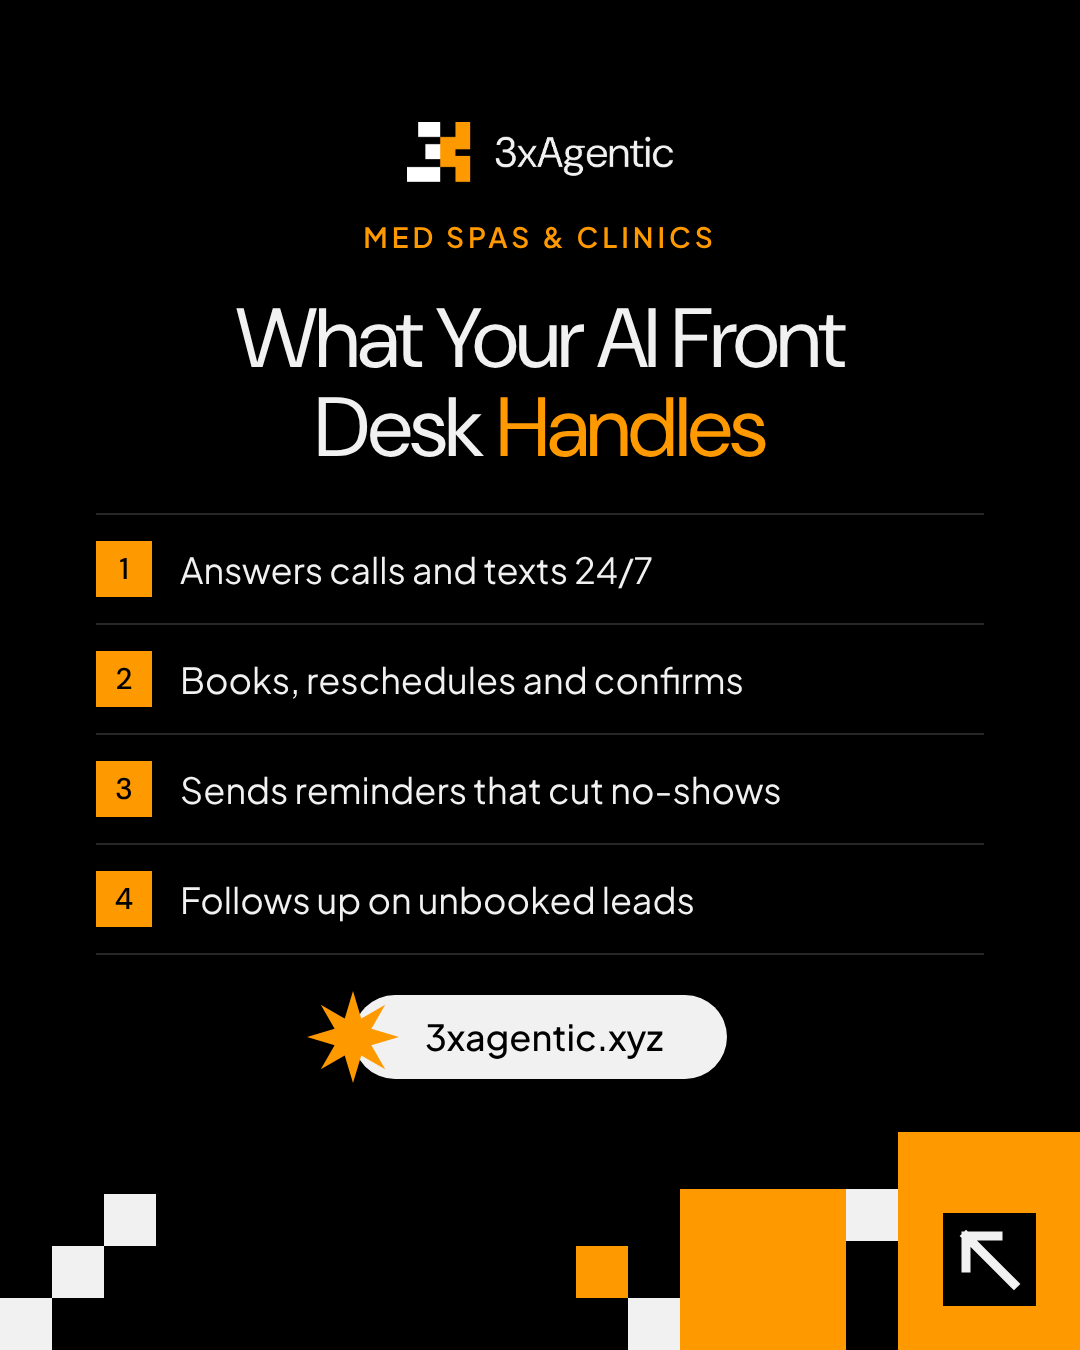 3xAgentic
MED SPAS & CLINICS
What Your AI Front
Desk Handles
1 Answers calls and texts 24/7
2 Books, reschedules and confirms
3 Sends reminders that cut no-shows
4 Follows up on unbooked leads
3xagentic.xyz